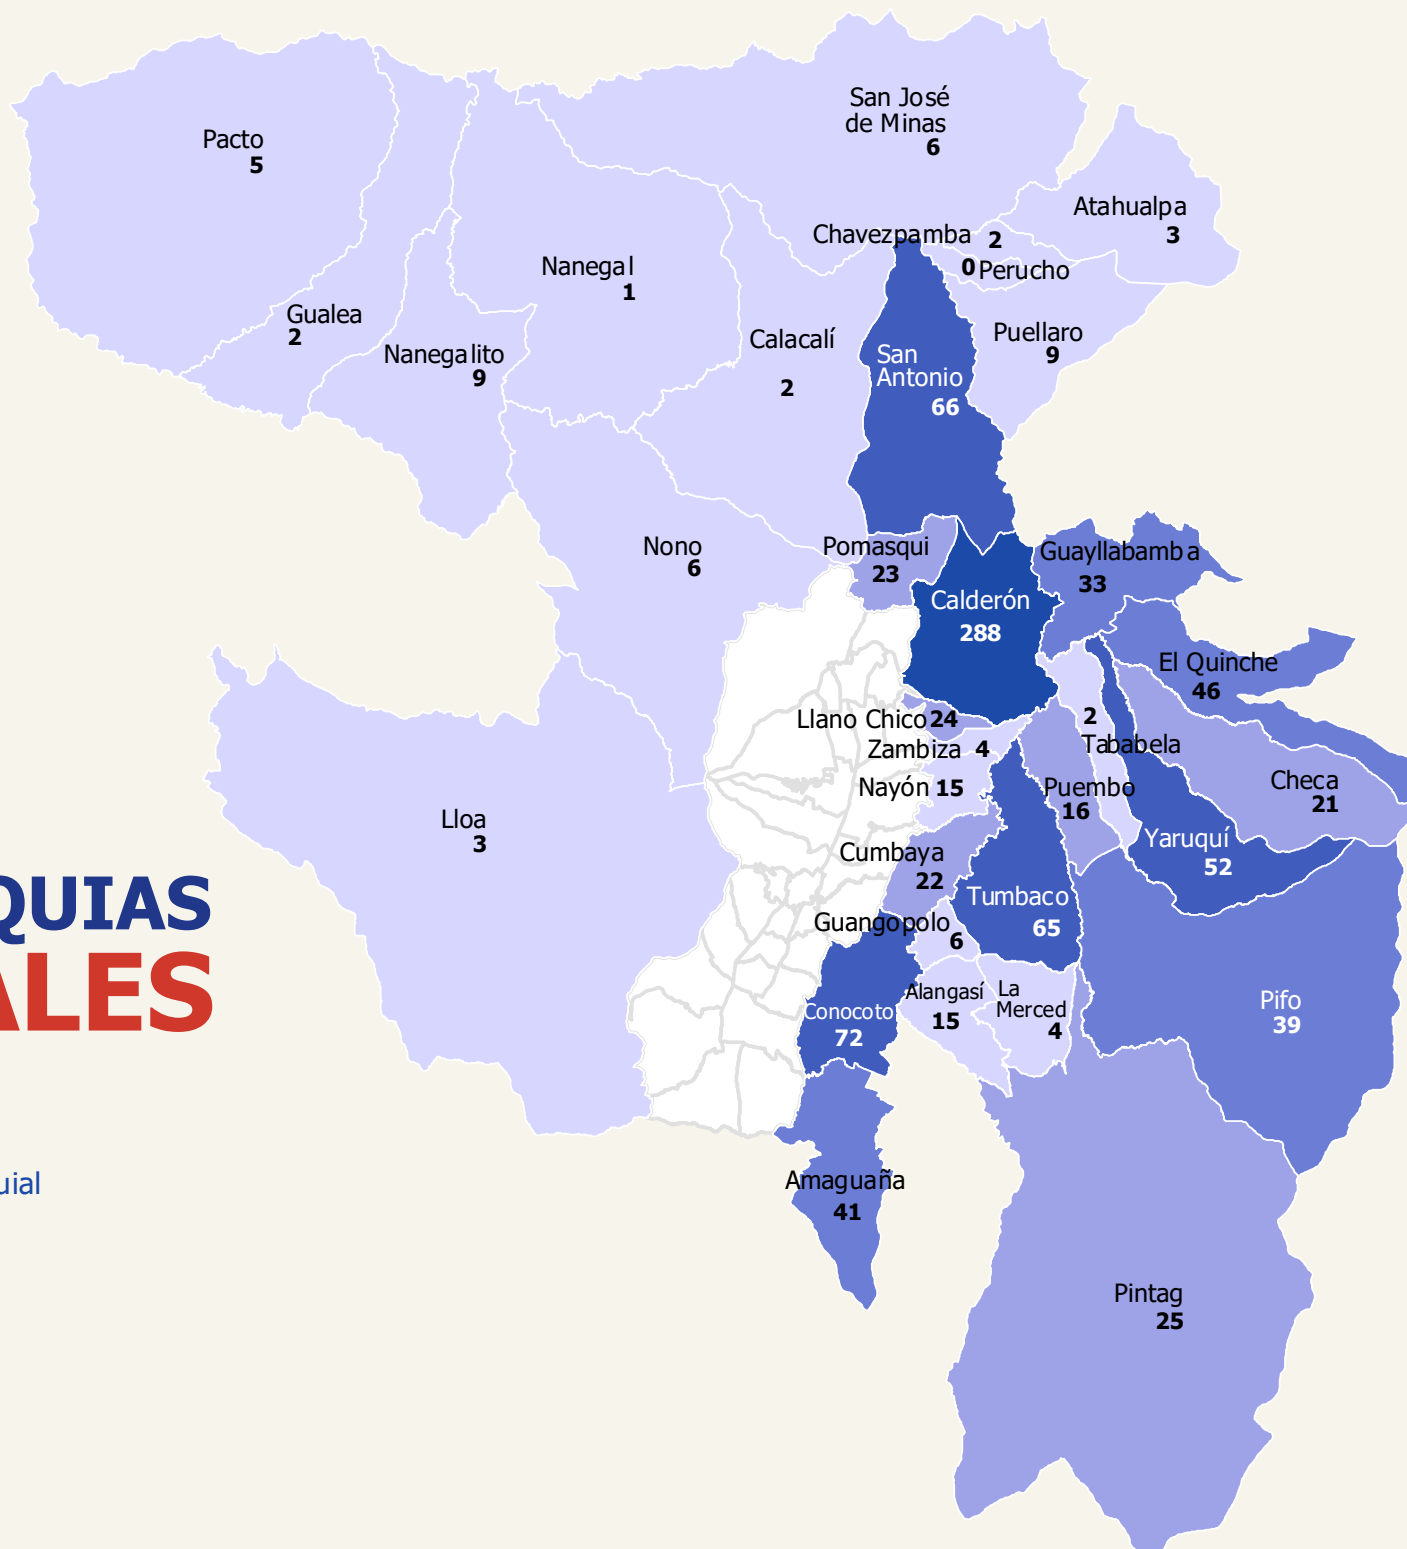 San José
de Minas
6
Pacto
5
Atahualpa
3
Chavezpamba 2
0 Perucho
Nanegal
1
Gualea
2
Puellaro
9
Calacalí
2
Nanegalito
9
San
Antonio
66
Nono
6
Pomasqui
23
Guayllabamba
33
Calderón
288
El Quinche
46
Llano Chico 24
2
Tababela
Zambiza 4
Nayón 15
Puembo
16
Checa
21
Lloa
3
Yaruquí
52
Cumbaya
22
Tumbaco
65
QUIAS
ALES
Guangopolo
6
Alangasí
15
La
Merced
4
Pifo
39
Conocoto
72
uial
Amaguaña
41
Pintag
25